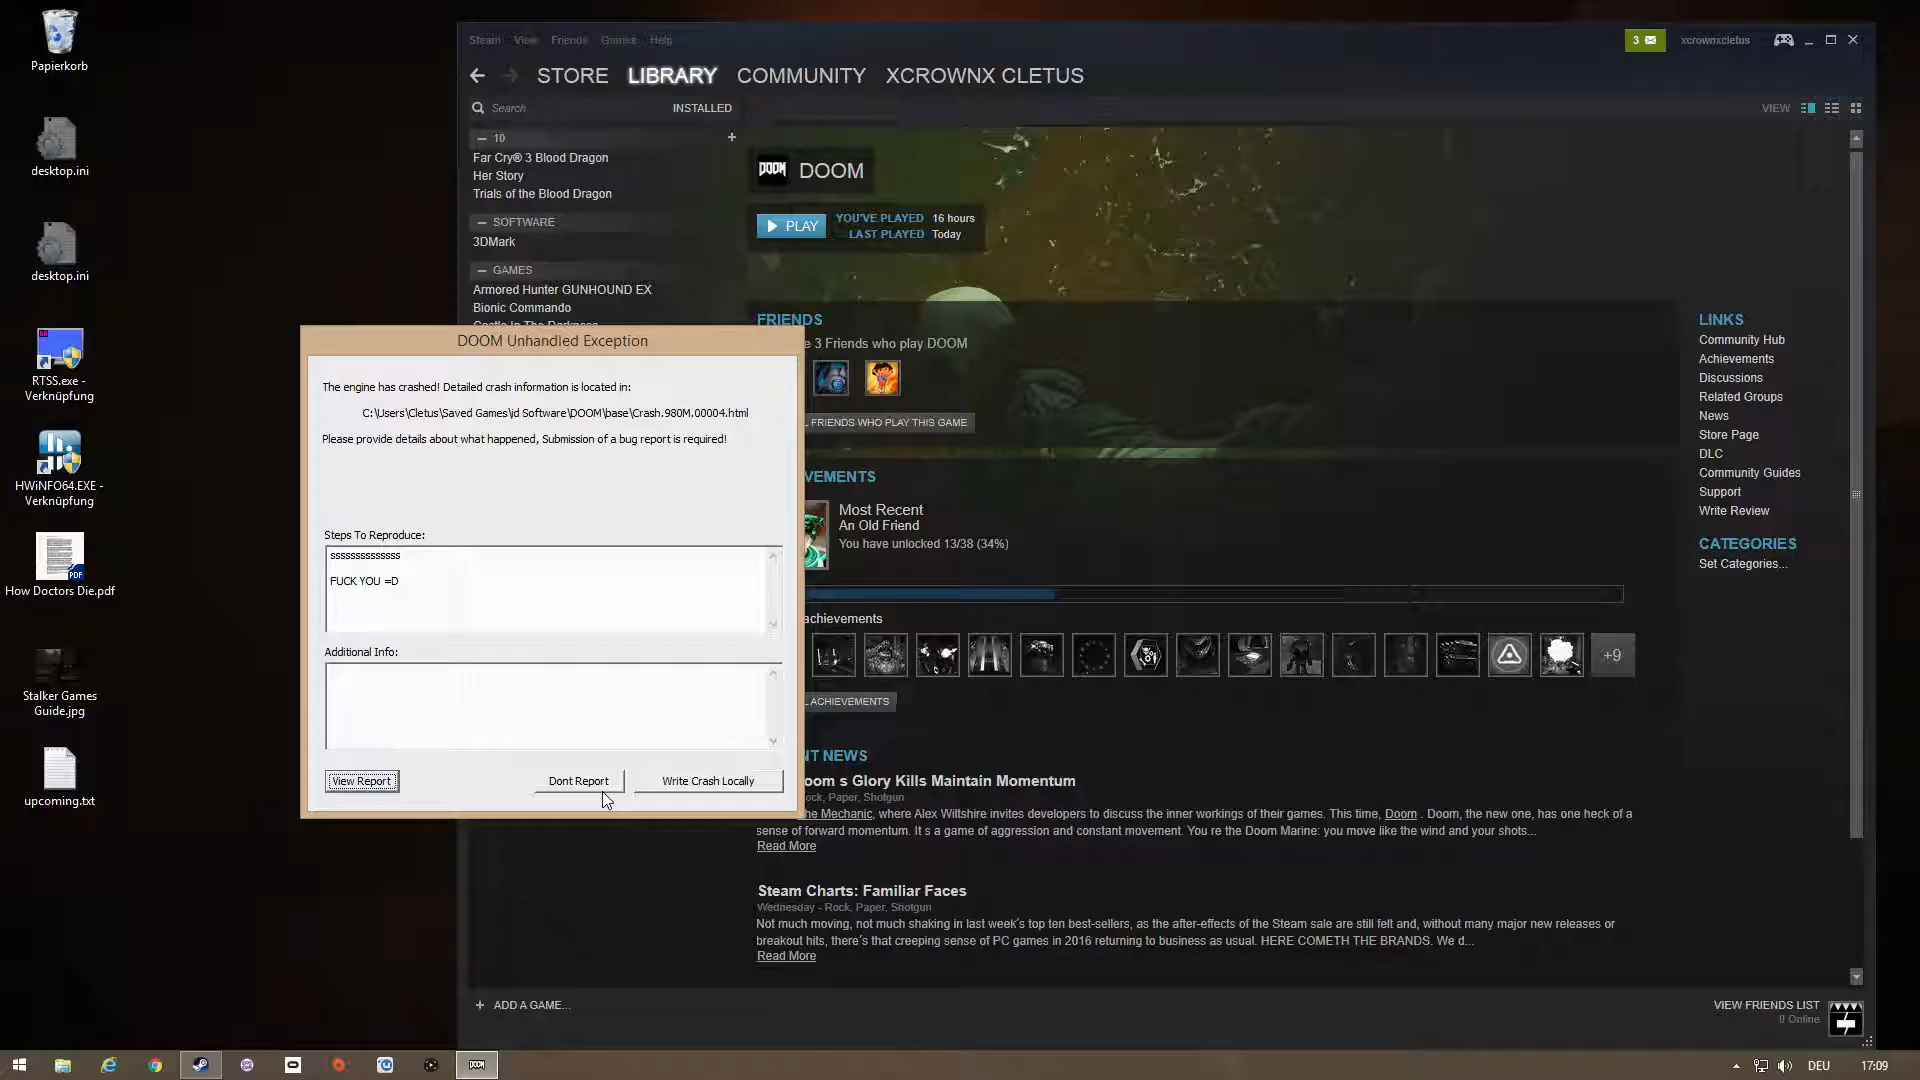 Papierkorb
desktop.ini
desktop.ini
RTSS.exe -
Verknüpfung
HWiNFO64.EXE -
Verknüpfung
PDF
How Doctors Die.pdf
Stalker Games
Guide.jpg
upcoming.txt
Steam View Friends Games Help
3
xcrownxcletus
STORE LIBRARY COMMUNITY XCROWNX CLETUS
Search
INSTALLED
VIEW
— 10
+
Far Cry® 3 Blood Dragon
Her Story
Trials of the Blood Dragon
— SOFTWARE
3DMark
— GAMES
Armored Hunter GUNHOUND EX
Bionic Commando
Castle In The Darkness
DOOM
DOOM
PLAY
YOU'VE PLAYED 16 hours
LAST PLAYED Today
FRIENDS
3 Friends who play DOOM
FRIENDS WHO PLAY THIS GAME
VEMENTS
Most Recent
An Old Friend
You have unlocked 13/38 (34%)
achievements
+9
ACHIEVEMENTS
NT NEWS
oom s Glory Kills Maintain Momentum
ock, Paper, Shotgun
he Mechanic, where Alex Wiltshire invites developers to discuss the inner workings of their games. This time, Doom . Doom, the new one, has one heck of a
sense of forward momentum. It s a game of aggression and constant movement. You re the Doom Marine: you move like the wind and your shots...
Read More
Steam Charts: Familiar Faces
Wednesday - Rock, Paper, Shotgun
Not much moving, not much shaking in last week's top ten best-sellers, as the after-effects of the Steam sale are still felt and, without many major new releases or
breakout hits, there's that creeping sense of PC games in 2016 returning to business as usual. HERE COMETH THE BRANDS. We d...
Read More
LINKS
Community Hub
Achievements
Discussions
Related Groups
News
Store Page
DLC
Community Guides
Support
Write Review
CATEGORIES
Set Categories...
DOOM Unhandled Exception
The engine has crashed! Detailed crash information is located in:
C:\Users\Cletus\Saved Games\id Software\DOOM\base\Crash.980M.00004.html
Please provide details about what happened, Submission of a bug report is required!
Steps To Reproduce:
ssssssssssssss
FUCK YOU =D
Additional Info:
View Report
Dont Report
Write Crash Locally
+ ADD A GAME...
VIEW FRIENDS LIST
0 Online
DOOM
DEU
17:09